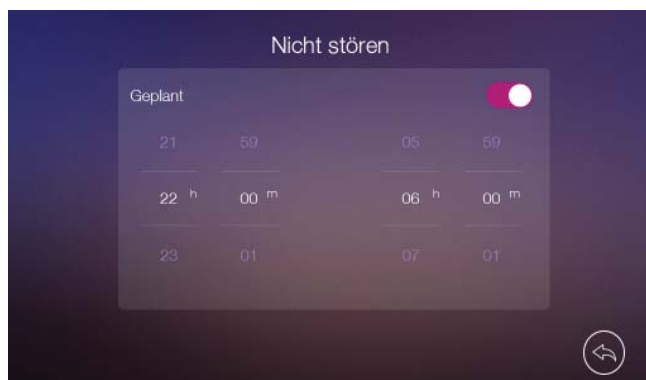 Nicht stören
Geplant
21 59 05 59
22 h 00 m 06 h 00 m
23 01 07 01